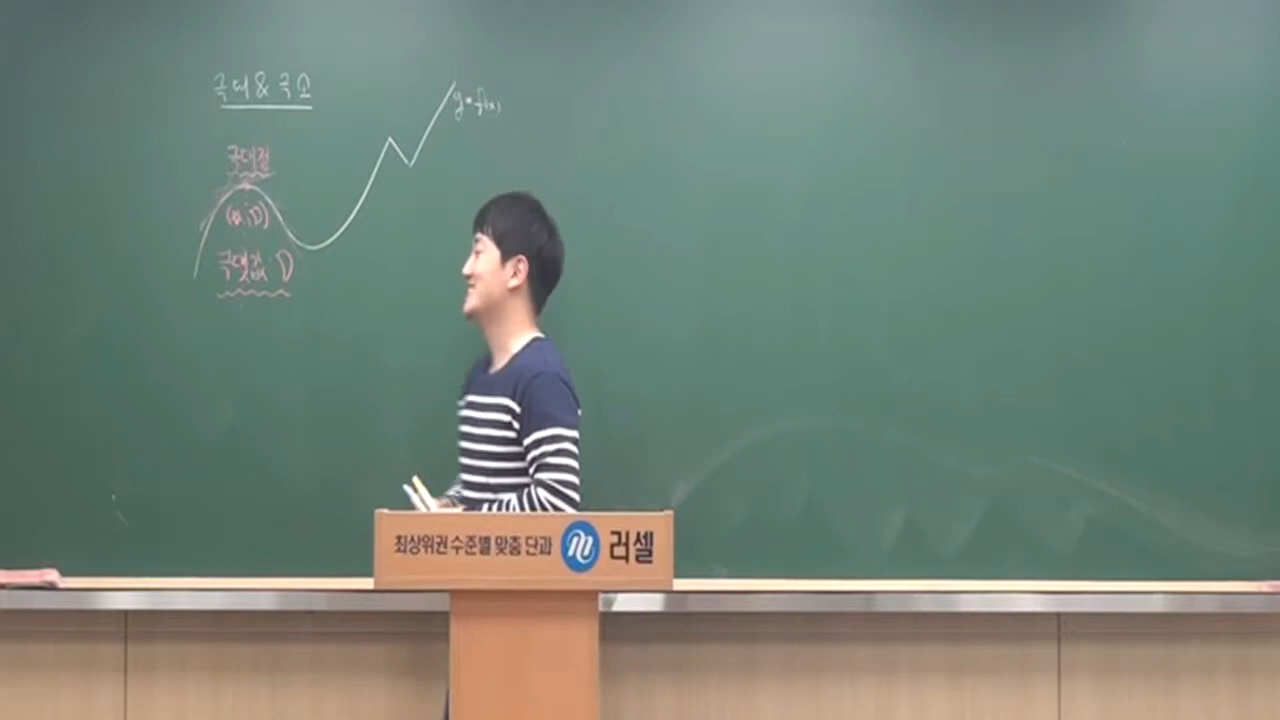 극대 & 극소
y=f(x)
극대점
극댓값 :
최상위권 수준별 맞춤 단과 러셀